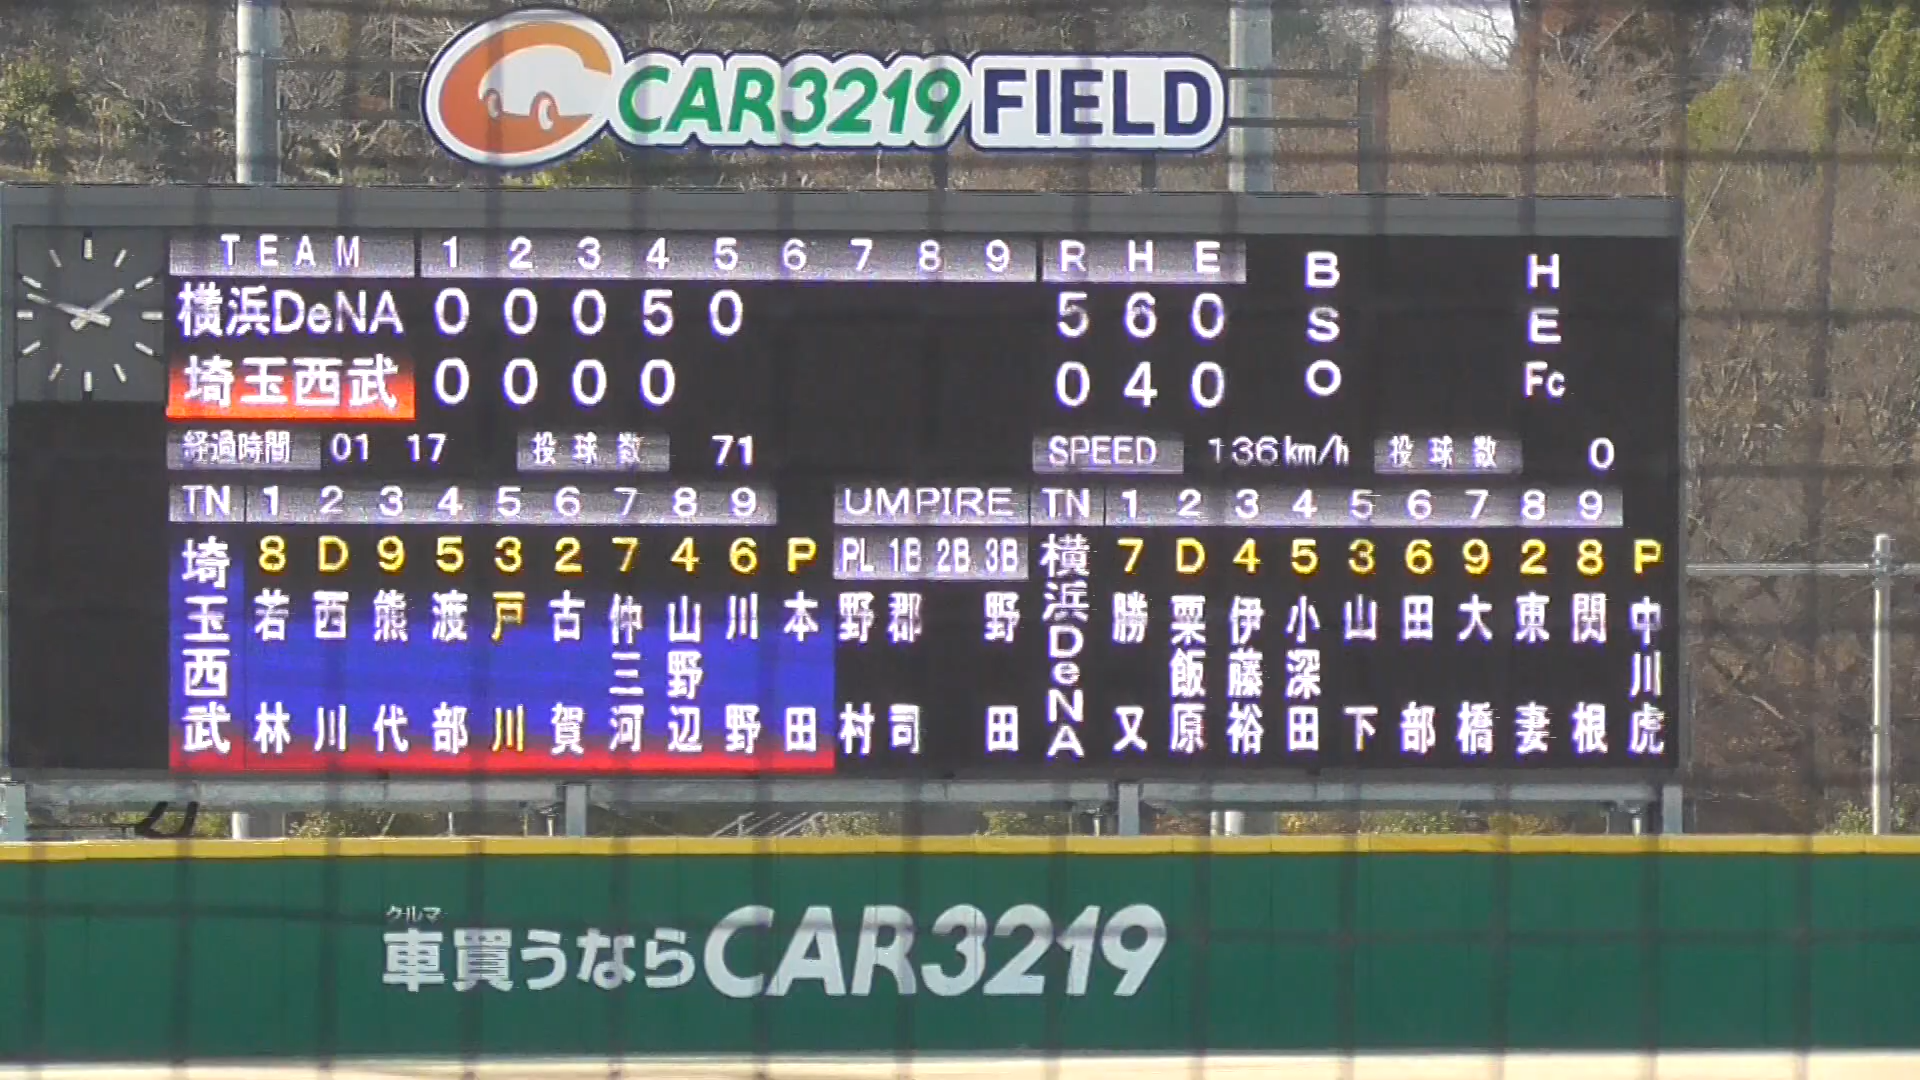 CAR3219 FIELD
TEAM 1 2 3 4 5 6 7 8 9 R H E B H
横浜DeNA 0 0 0 5 0 5 6 0 S E
埼玉西武 0 0 0 0 0 4 0 O Fc
経過時間 01 17 投球数 71 SPEED 136km/h 投球数 0
TN 1 2 3 4 5 6 7 8 9 UMPIRE TN 1 2 3 4 5 6 7 8 9
埼玉西武 8 D 9 5 3 2 7 4 6 P PL 1B 2B 3B 横浜DeNA 7 D 4 5 3 6 9 2 8 P
若林 西川 熊代 渡部 戸川 古賀 仲三河 山野辺 川野 本田 野村 郡司 野田 勝又 粟飯原 伊藤裕 小深田 山下 田部 大橋 東妻 関根 中川虎
クルマ
車買うならCAR3219